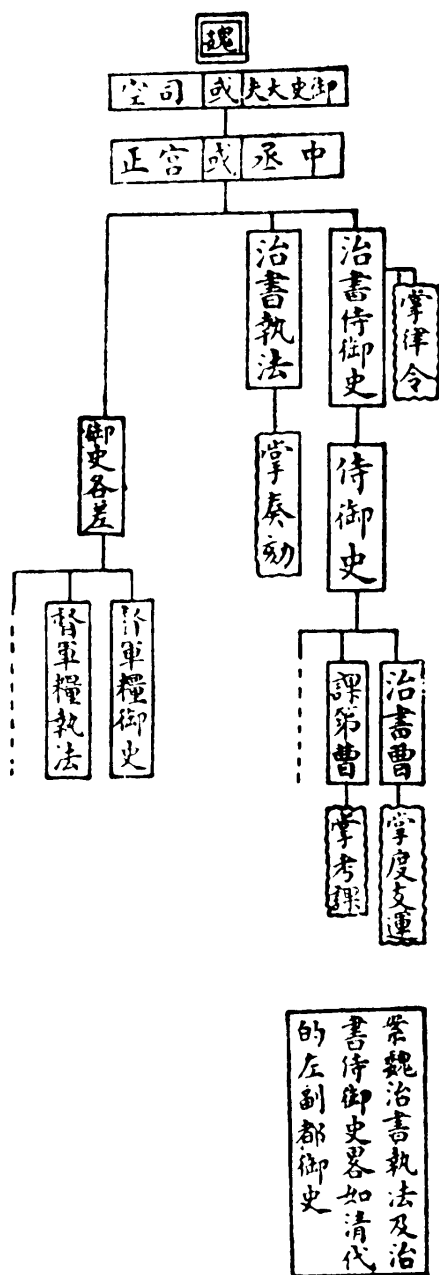 魏
御史大夫或司空
中丞或宮正
治書侍御史
掌律令
治書執法
掌奏劾
侍御史
御史各差
治書曹
掌度支運
課第曹
掌考課
督軍糧御史
督軍糧執法
案魏治書執法及治
書侍御史畧如清代
的左副都御史